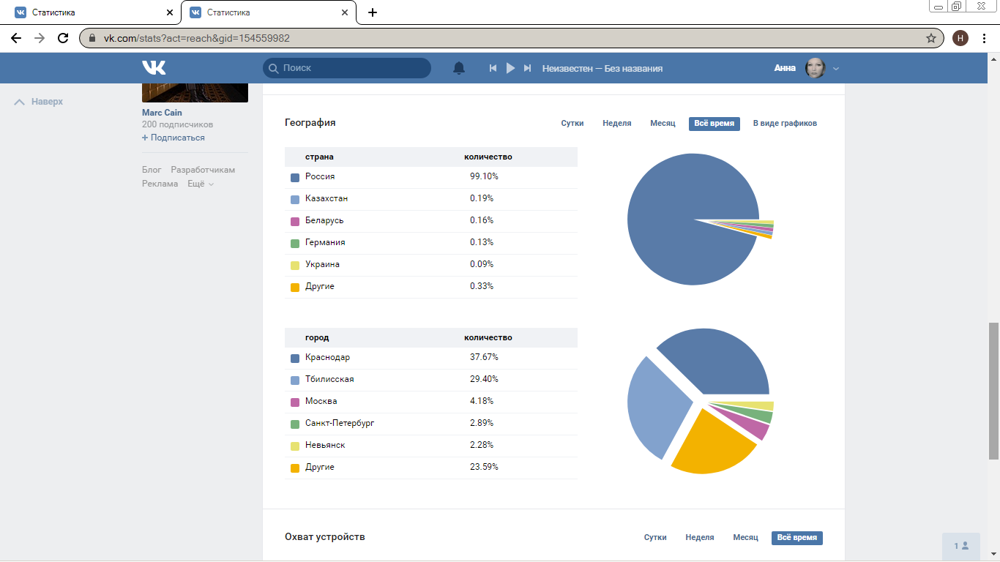 Статистика
Статистика
vk.com/stats?act=reach&gid=154559982
H
Поиск
Неизвестен — Без названия
Анна
Наверх
Marc Cain
200 подписчиков
+ Подписаться
Блог Разработчикам
Реклама Ещё
География
Сутки Неделя Месяц Всё время В виде графиков
страна количество
Россия 99.10%
Казахстан 0.19%
Беларусь 0.16%
Германия 0.13%
Украина 0.09%
Другие 0.33%
город количество
Краснодар 37.67%
Тбилисская 29.40%
Москва 4.18%
Санкт-Петербург 2.89%
Невьянск 2.28%
Другие 23.59%
Охват устройств
Сутки Неделя Месяц Всё время
1